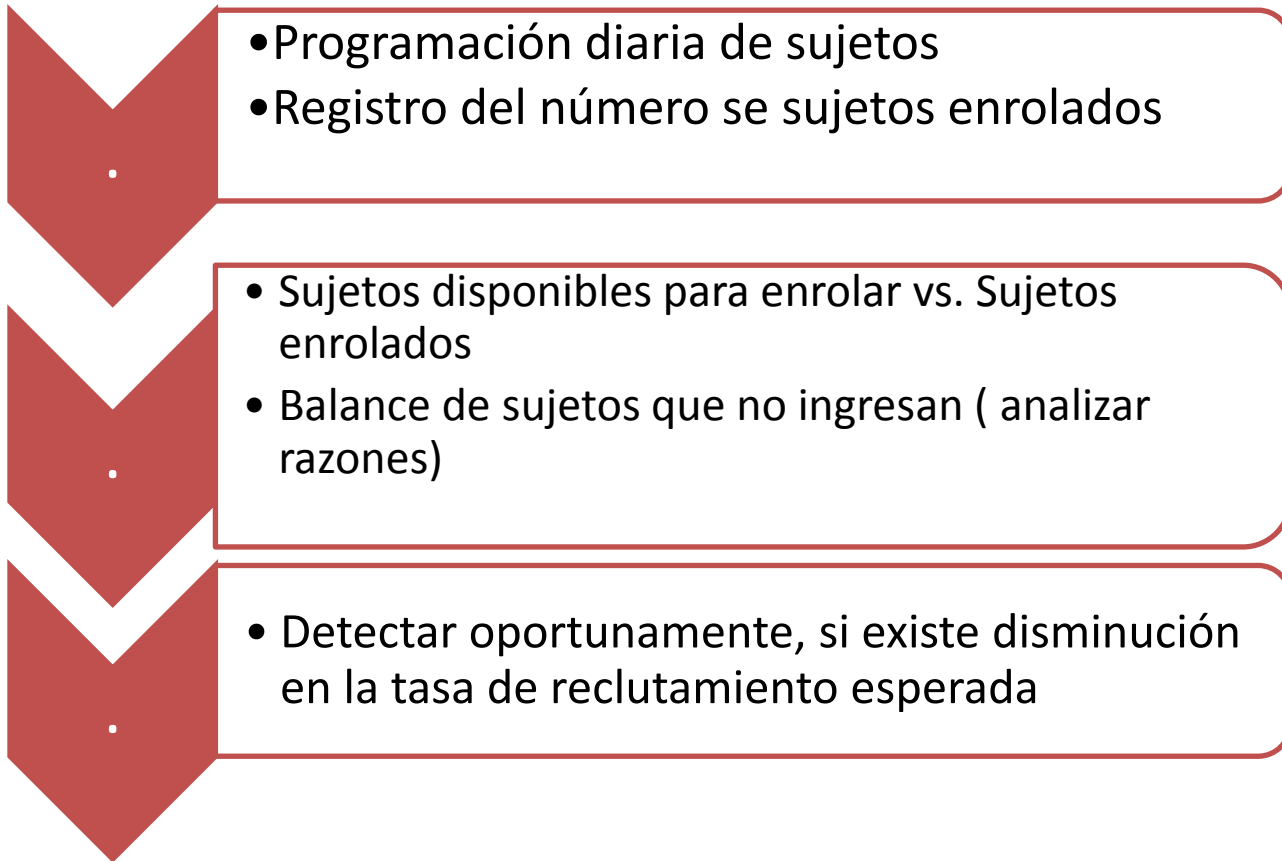 •Programación diaria de sujetos
•Registro del número se sujetos enrolados
.
• Sujetos disponibles para enrolar vs. Sujetos
enrolados
• Balance de sujetos que no ingresan ( analizar
razones)
.
• Detectar oportunamente, si existe disminución
en la tasa de reclutamiento esperada
.